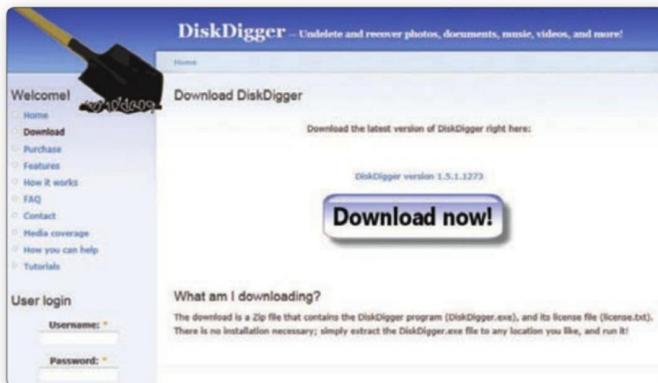 DiskDigger – Undelete and recover photos, documents, music, videos, and more!
Home
Welcome!
Home
Download
Purchase
Features
How it works
FAQ
Contact
Media coverage
How you can help
Tutorials
User login
Username: *
Password: *
Download DiskDigger
Download the latest version of DiskDigger right here:
DiskDigger version 1.5.1.1273
Download now!
What am I downloading?
The download is a Zip file that contains the DiskDigger program (DiskDigger.exe), and its license file (license.txt).
There is no installation necessary; simply extract the DiskDigger.exe file to any location you like, and run it!